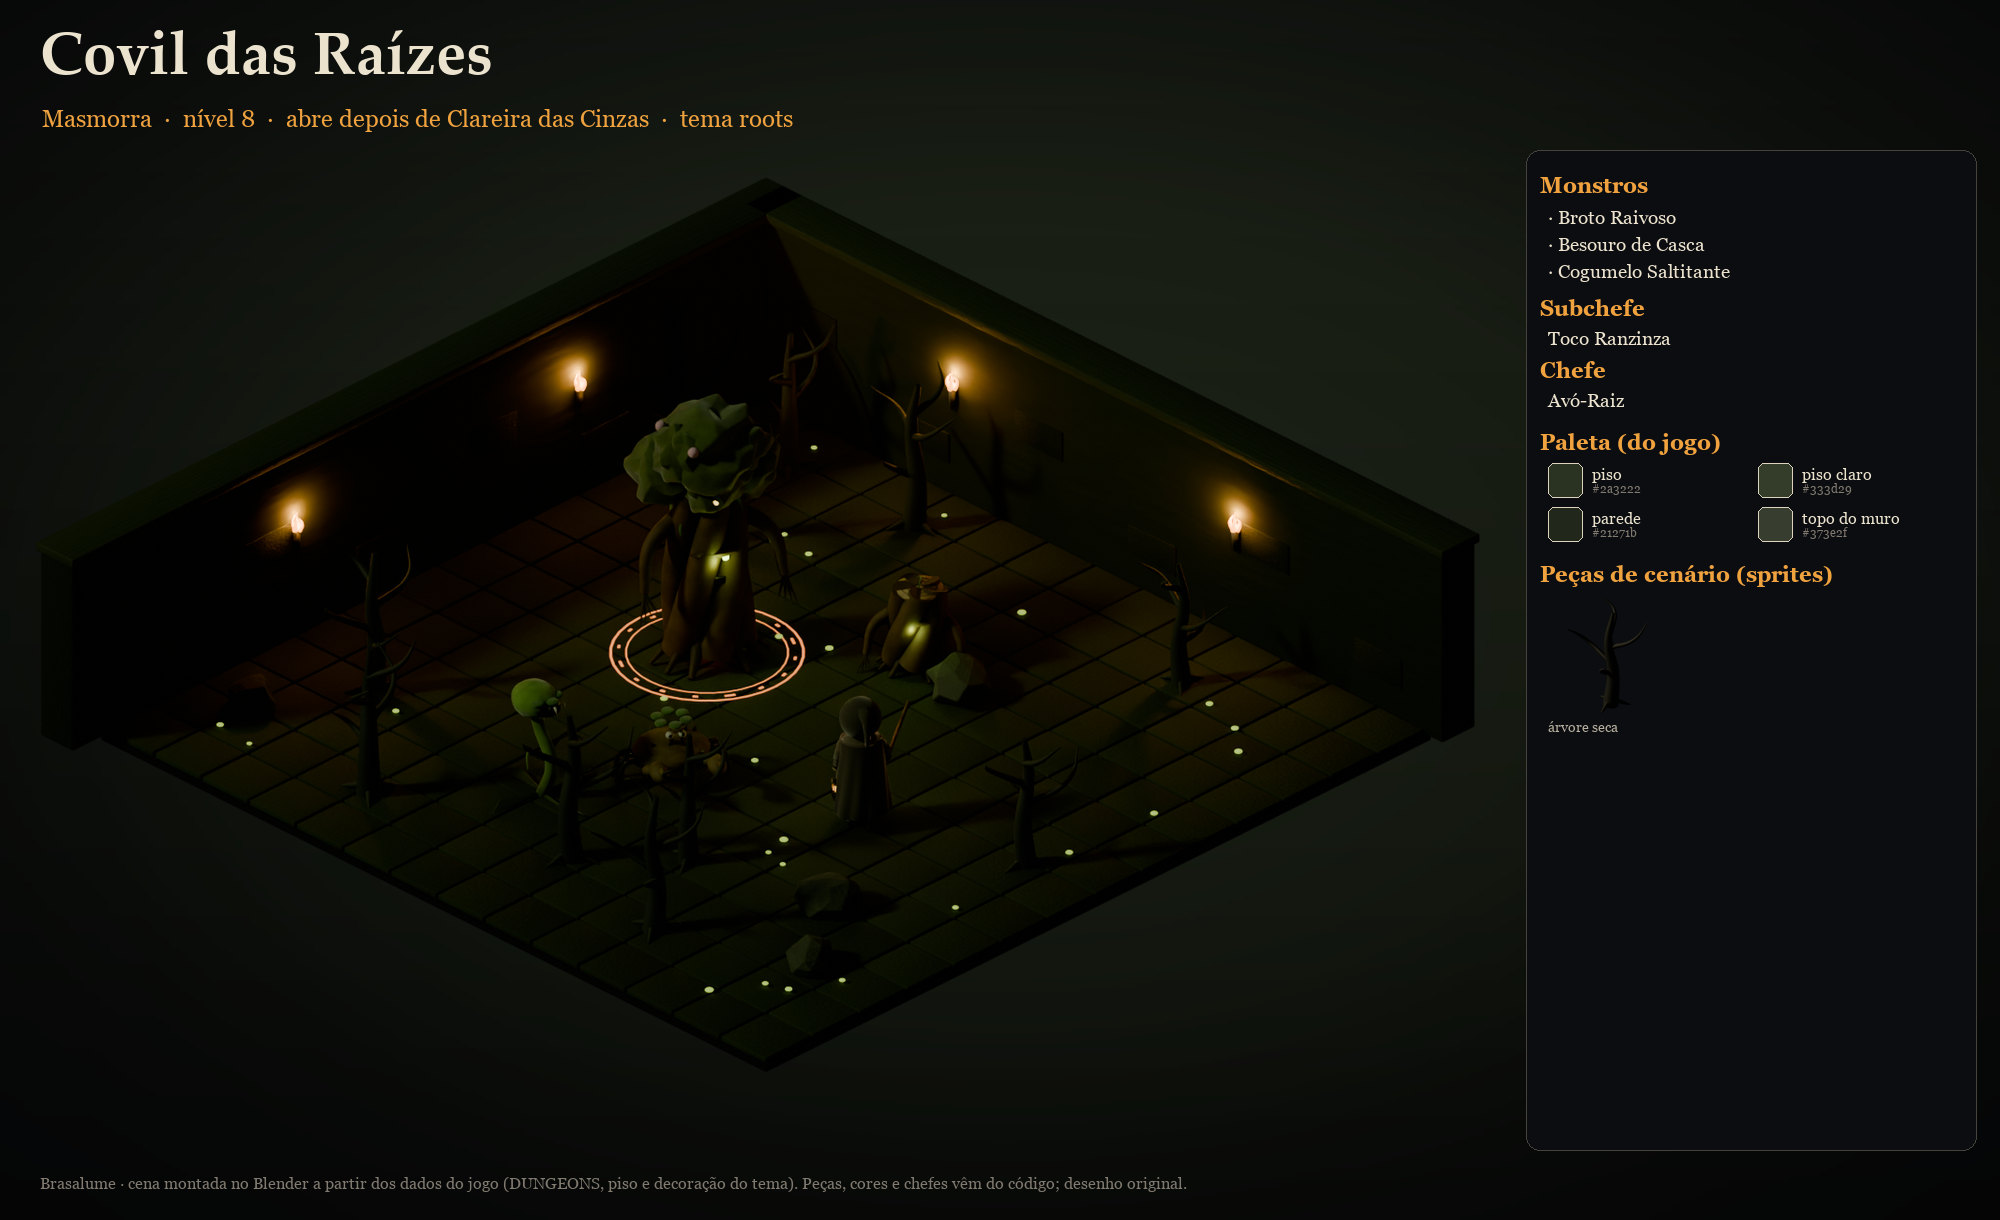 Covil das Raízes
Masmorra · nível 8 · abre depois de Clareira das Cinzas · tema roots
Monstros
· Broto Raivoso
· Besouro de Casca
· Cogumelo Saltitante
Subchefe
Toco Ranzinza
Chefe
Avó-Raiz
Paleta (do jogo)
piso
#2a3222
piso claro
#333d29
parede
#21271b
topo do muro
#373e2f
Peças de cenário (sprites)
árvore seca
Brasalume · cena montada no Blender a partir dos dados do jogo (DUNGEONS, piso e decoração do tema). Peças, cores e chefes vêm do código; desenho original.